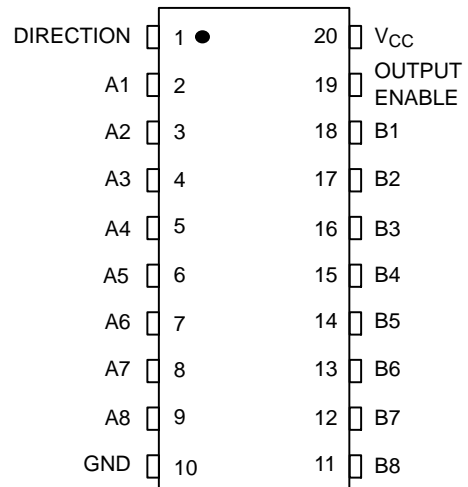 DIRECTION 1 20 VCC
A1 2 19 OUTPUT
ENABLE
A2 3 18 B1
A3 4 17 B2
A4 5 16 B3
A5 6 15 B4
A6 7 14 B5
A7 8 13 B6
A8 9 12 B7
GND 10 11 B8